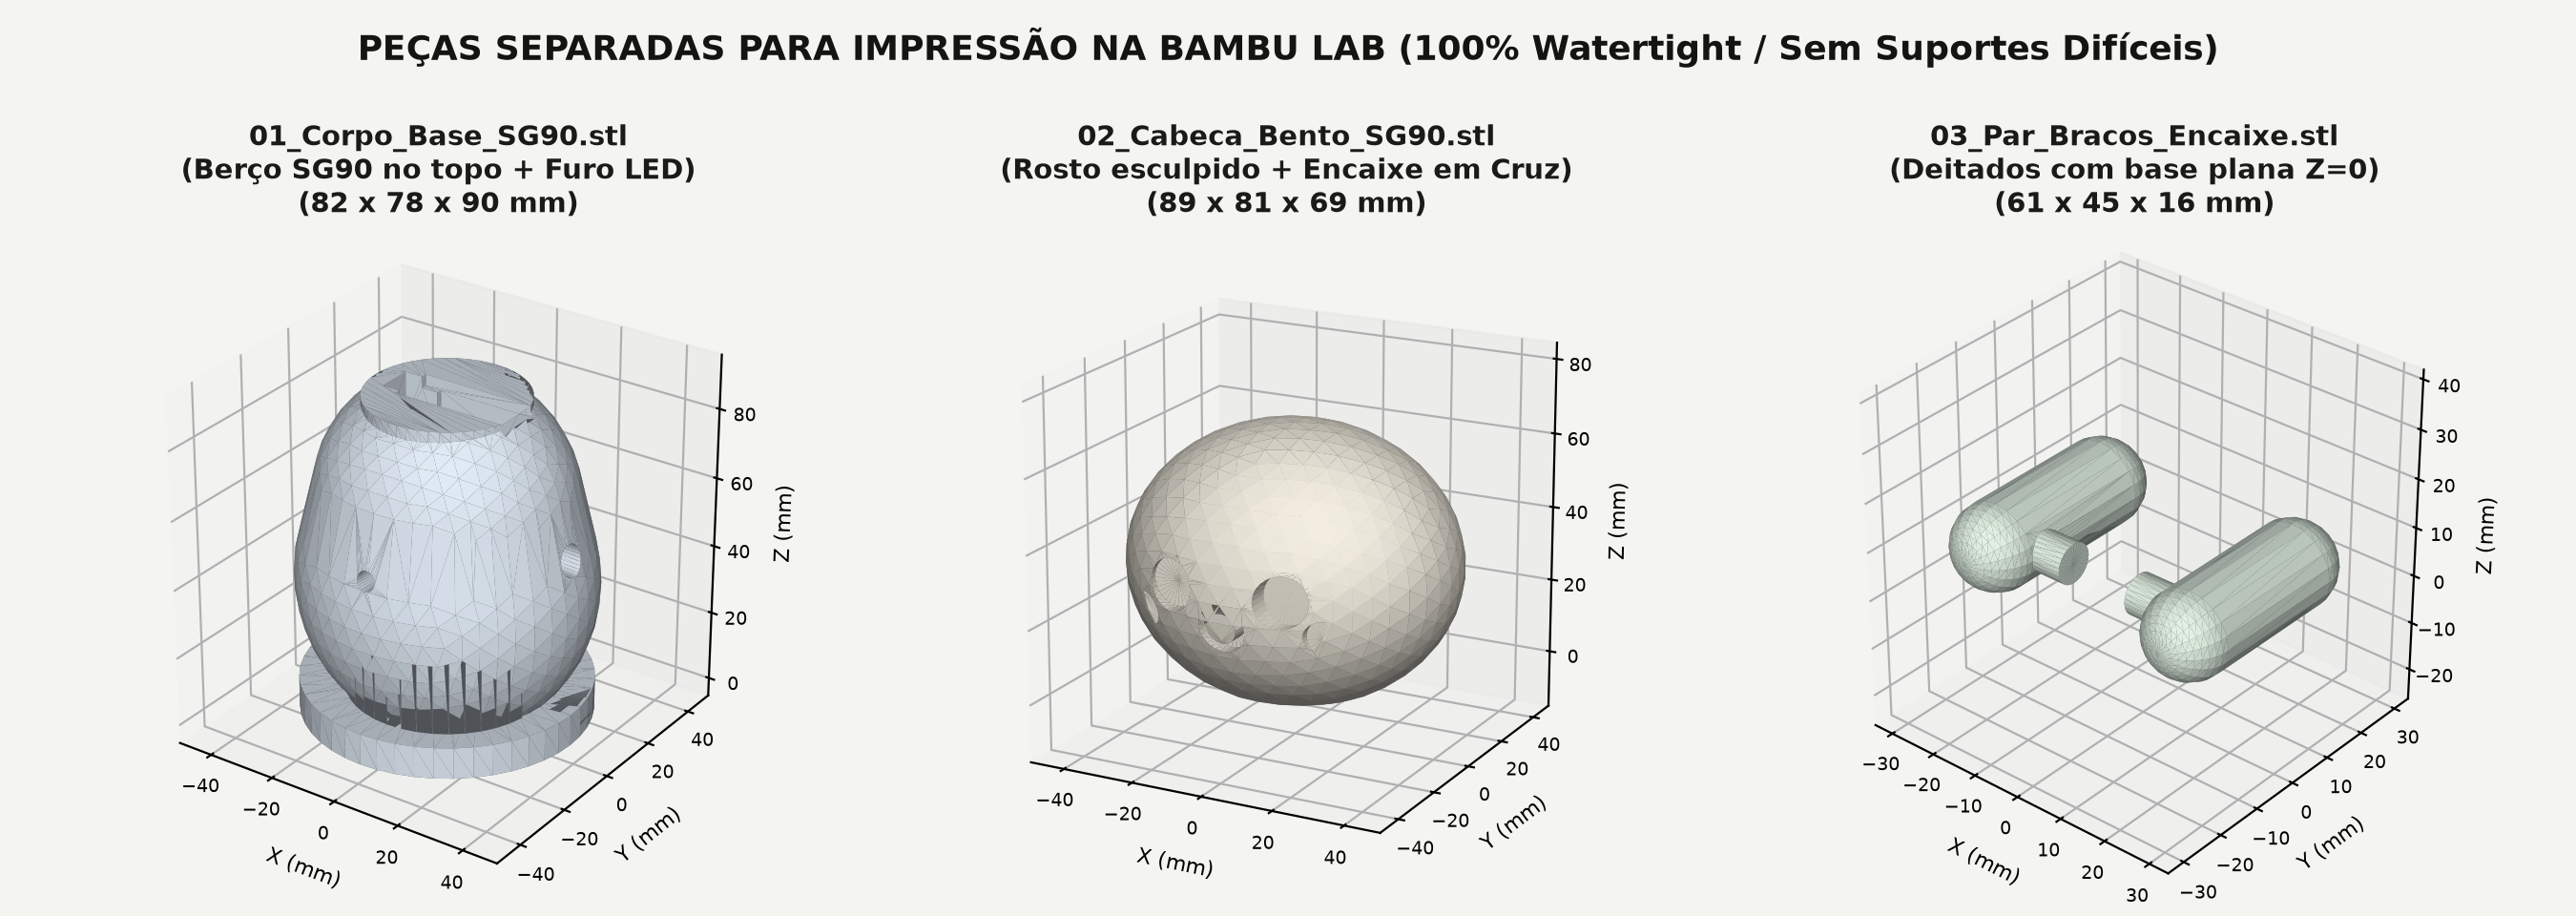 PEÇAS SEPARADAS PARA IMPRESSÃO NA BAMBU LAB (100% Watertight / Sem Suportes Difíceis)
01_Corpo_Base_SG90.stl
(Berço SG90 no topo + Furo LED)
(82 x 78 x 90 mm)
80
60
40
20
0
Z (mm)
−40
−20
0
20
40
X (mm)
−40
−20
0
20
40
Y (mm)
02_Cabeca_Bento_SG90.stl
(Rosto esculpido + Encaixe em Cruz)
(89 x 81 x 69 mm)
80
60
40
20
0
Z (mm)
−40
−20
0
20
40
X (mm)
−40
−20
0
20
40
Y (mm)
03_Par_Bracos_Encaixe.stl
(Deitados com base plana Z=0)
(61 x 45 x 16 mm)
40
30
20
10
0
−10
−20
Z (mm)
−30
−20
−10
0
10
20
30
X (mm)
−30
−20
−10
0
10
20
30
Y (mm)